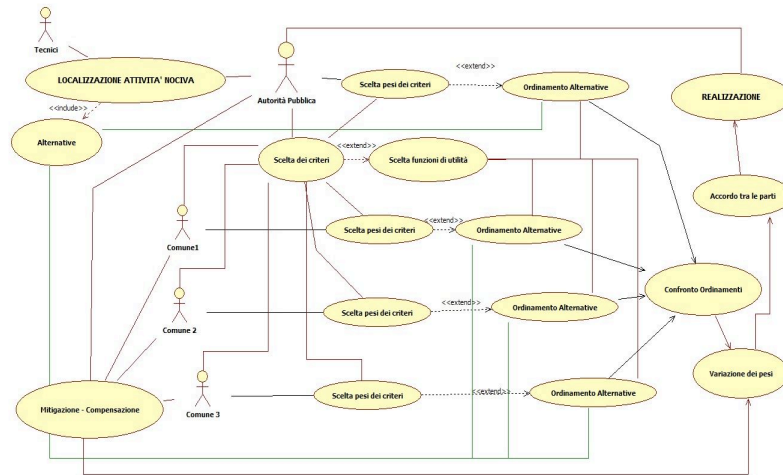 Tecnici
LOCALIZZAZIONE ATTIVITA' NOCIVA
Autorità Pubblica
Scelta pesi dei criteri
<<extend>>
Ordinamento Alternative
REALIZZAZIONE
<<include>>
Alternative
Scelta dei criteri
<<extend>>
Scelta funzioni di utilità
Accordo tra le parti
Comune1
Scelta pesi dei criteri
<<extend>>
Ordinamento Alternative
Confronto Ordinamenti
Comune 2
Scelta pesi dei criteri
<<extend>>
Ordinamento Alternative
Variazione dei pesi
Mitigazione - Compensazione
Comune 3
Scelta pesi dei criteri
<<extend>>
Ordinamento Alternative